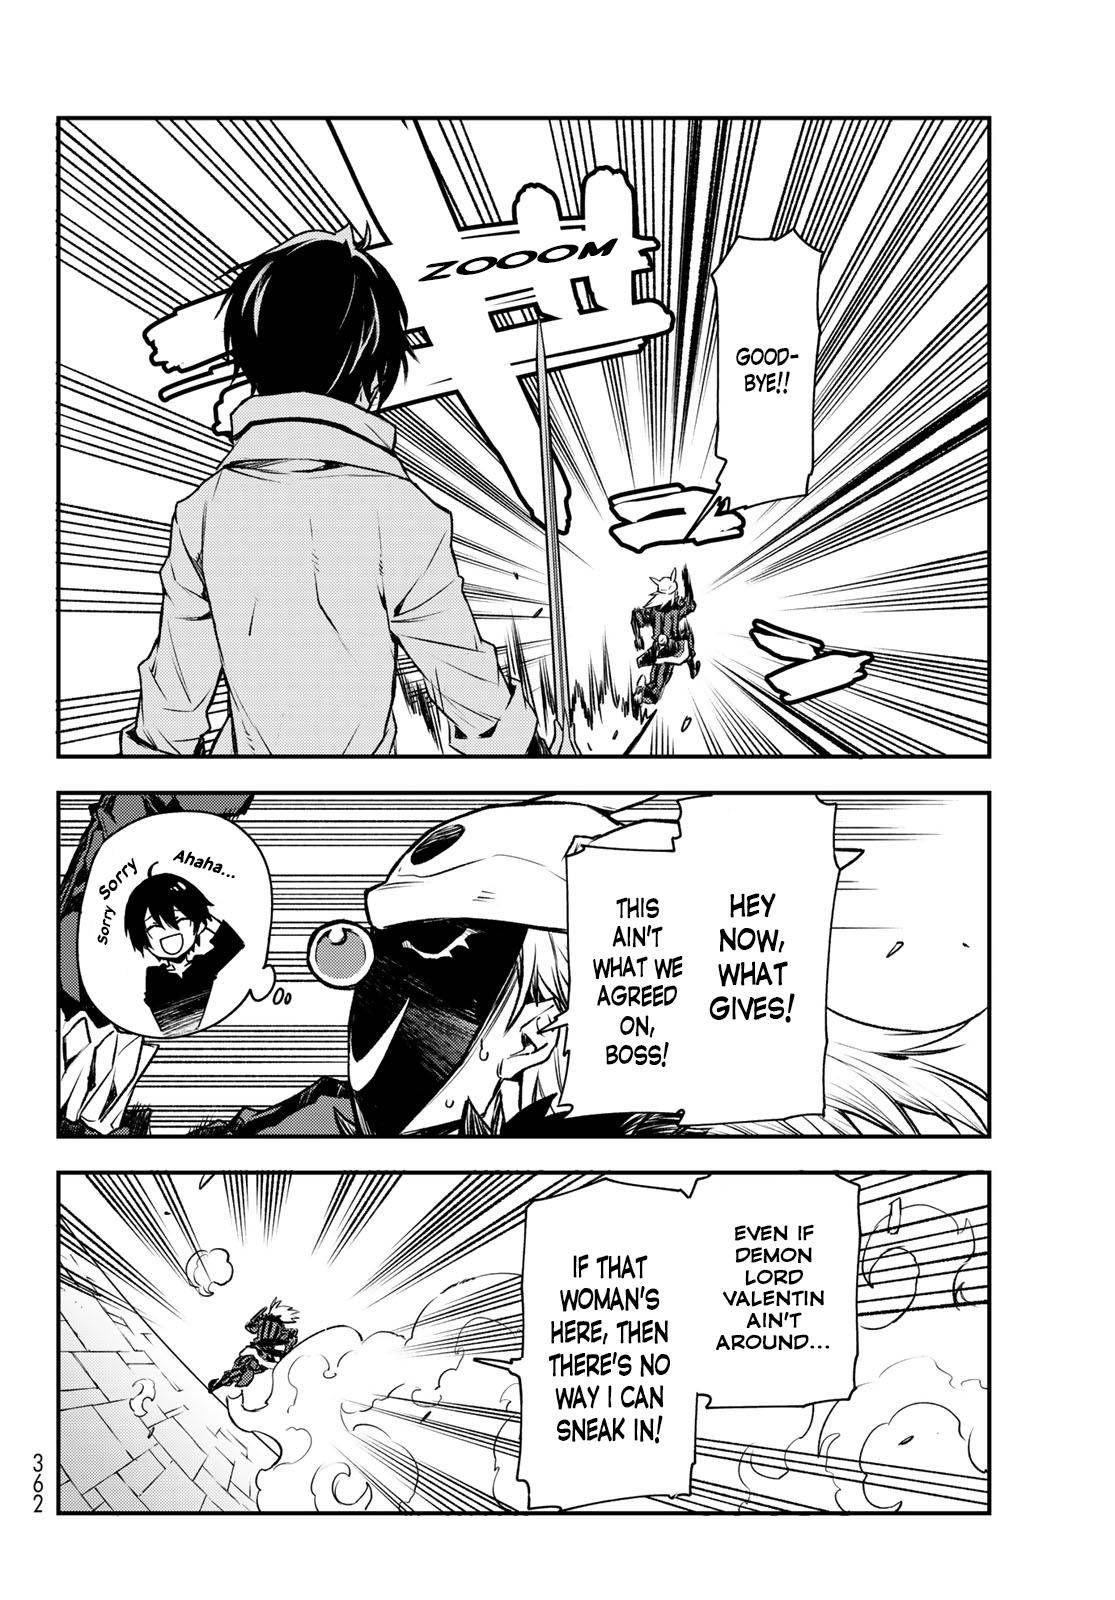 GOOD-
BYE!!
ZOOOM
HEY
NOW,
WHAT
GIVES!
THIS
AIN'T
WHAT WE
AGREED
ON,
BOSS!
Ahaha...
Sorry
Sorry
EVEN IF
DEMON
LORD
VALENTIN
AIN'T
AROUND...
IF THAT
WOMAN'S
HERE, THEN
THERE'S NO
WAY I CAN
SNEAK IN!
362